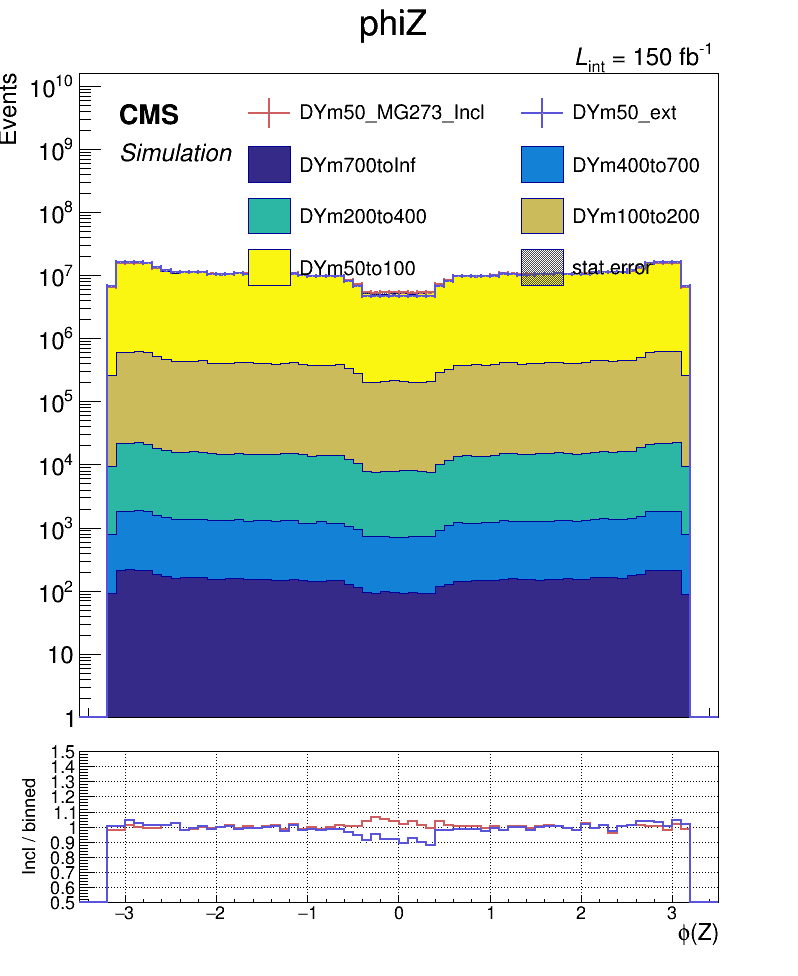 phiZ
L_int = 150 fb^-1
Events
10^10
10^9
10^8
10^7
10^6
10^5
10^4
10^3
10^2
10
1
CMS
Simulation
DYm50_MG273_Incl
DYm50_ext
DYm700toInf
DYm400to700
DYm200to400
DYm100to200
DYm50to100
stat.error
Incl / binned
1.5
1.4
1.3
1.2
1.1
1
0.9
0.8
0.7
0.6
0.5
−3 −2 −1 0 1 2 3
ϕ(Z)